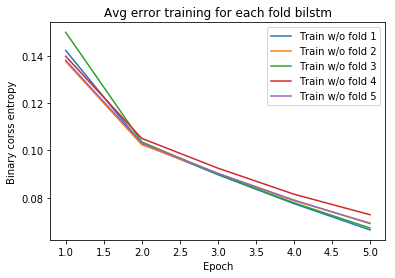 Avg error training for each fold bilstm
Train w/o fold 1
Train w/o fold 2
Train w/o fold 3
Train w/o fold 4
Train w/o fold 5
Binary corss entropy
0.14
0.12
0.10
0.08
1.0 1.5 2.0 2.5 3.0 3.5 4.0 4.5 5.0
Epoch